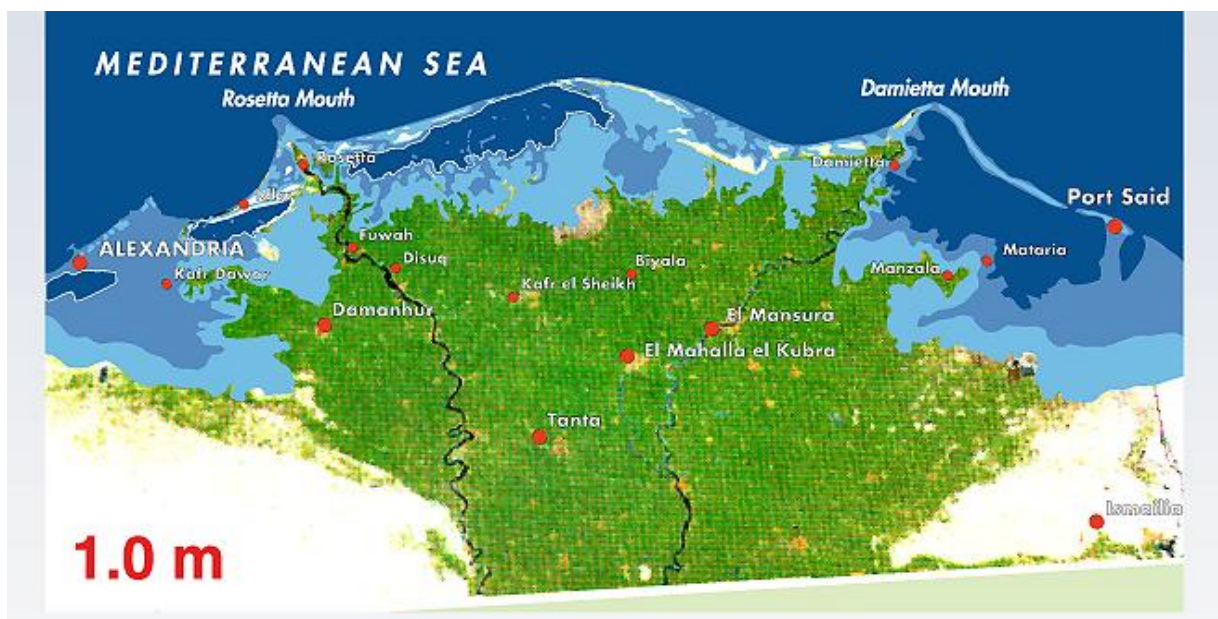 MEDITERRANEAN SEA
Rosetta Mouth
Damietta Mouth
Rosetta
Damietta
Port Said
ALEXANDRIA
Fuwah
Mataria
Kafr Dawar
Disuq
Biyala
Manzala
Kafr el Sheikh
Damanhur
El Mansura
El Mahalla el Kubra
Tanta
Ismailia
1.0 m